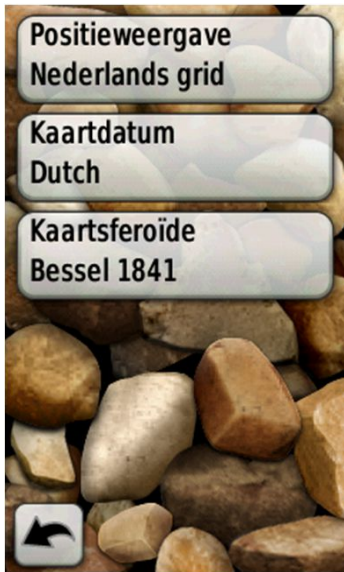 Positieweergave
Nederlands grid
Kaartdatum
Dutch
Kaartsferoïde
Bessel 1841